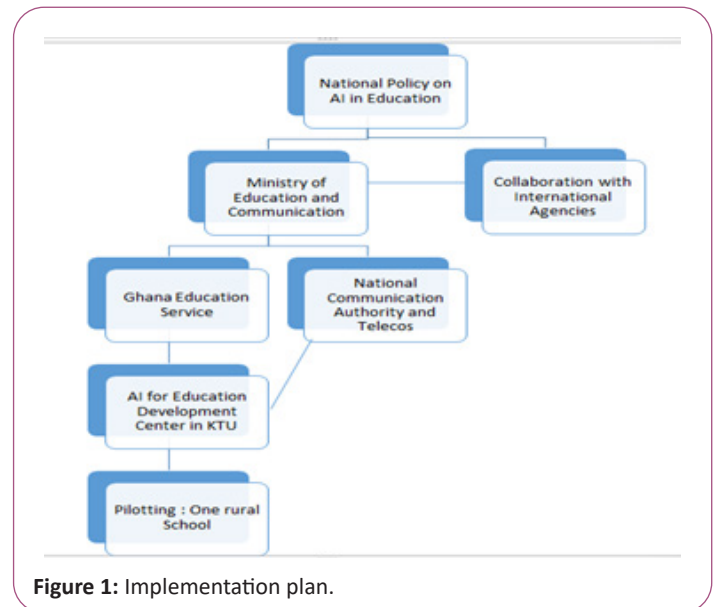 National Policy on
AI in Education
Ministry of
Education and
Communication
Collaboration with
International
Agencies
Ghana Education
Service
National
Communication
Authority and
Telecos
AI for Education
Development
Center in KTU
Pilotting : One rural
School
Figure 1: Implementation plan.